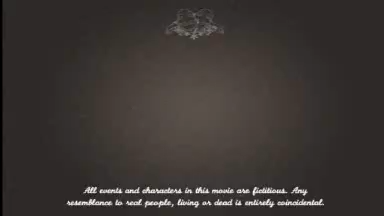 All events and characters in this movie are fictitious. Any
resemblance to real people, living or dead is entirely coincidental.